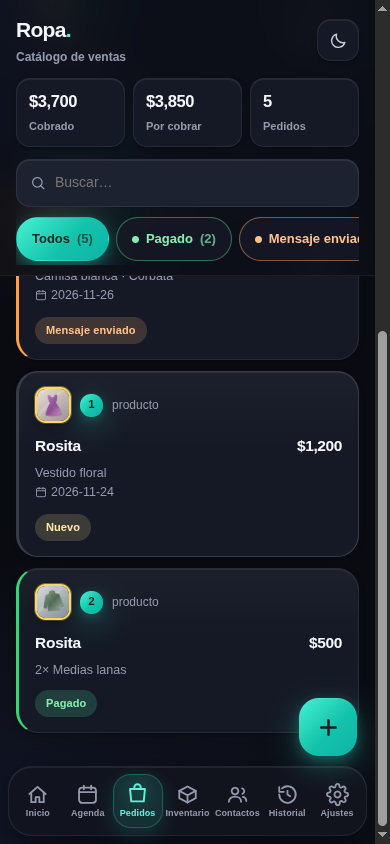 Ropa.
Catálogo de ventas
$3,700
Cobrado
$3,850
Por cobrar
5
Pedidos
Buscar…
Todos (5)
Pagado (2)
Mensaje enviad
Camisa blanca · Corbata
2026-11-26
Mensaje enviado
1 producto
Rosita $1,200
Vestido floral
2026-11-24
Nuevo
2 producto
Rosita $500
2× Medias lanas
Pagado
Inicio
Agenda
Pedidos
Inventario
Contactos
Historial
Ajustes